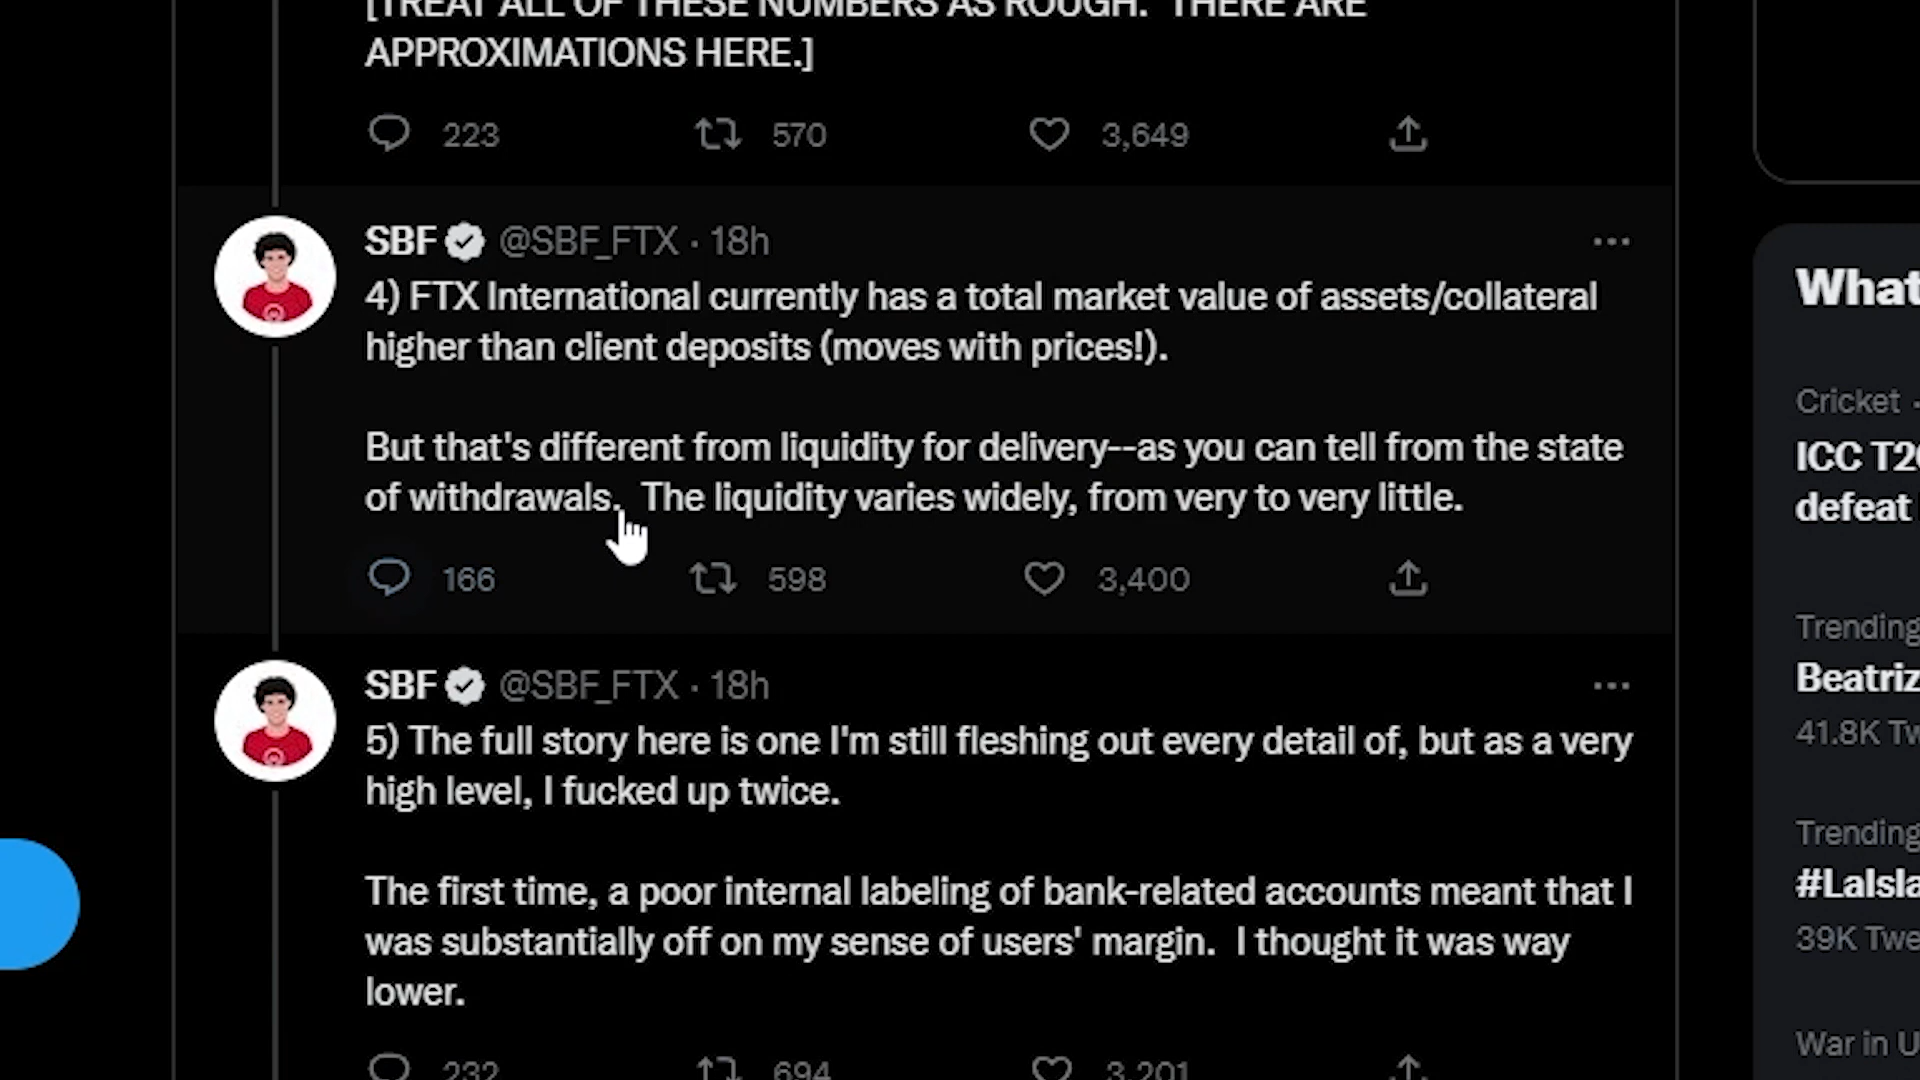 [TREAT ALL OF THESE NUMBERS AS ROUGH.  THERE ARE
APPROXIMATIONS HERE.]
223 570 3,649
SBF @SBF_FTX · 18h
4) FTX International currently has a total market value of assets/collateral
higher than client deposits (moves with prices!).
But that's different from liquidity for delivery--as you can tell from the state
of withdrawals.  The liquidity varies widely, from very to very little.
166 598 3,400
SBF @SBF_FTX · 18h
5) The full story here is one I'm still fleshing out every detail of, but as a very
high level, I fucked up twice.
The first time, a poor internal labeling of bank-related accounts meant that I
was substantially off on my sense of users' margin.  I thought it was way
lower.
232 694 3,201
What
Cricket ·
ICC T20
defeat
Trending
Beatriz
41.8K Tw
Trending
#LaIsla
39K Twe
War in U